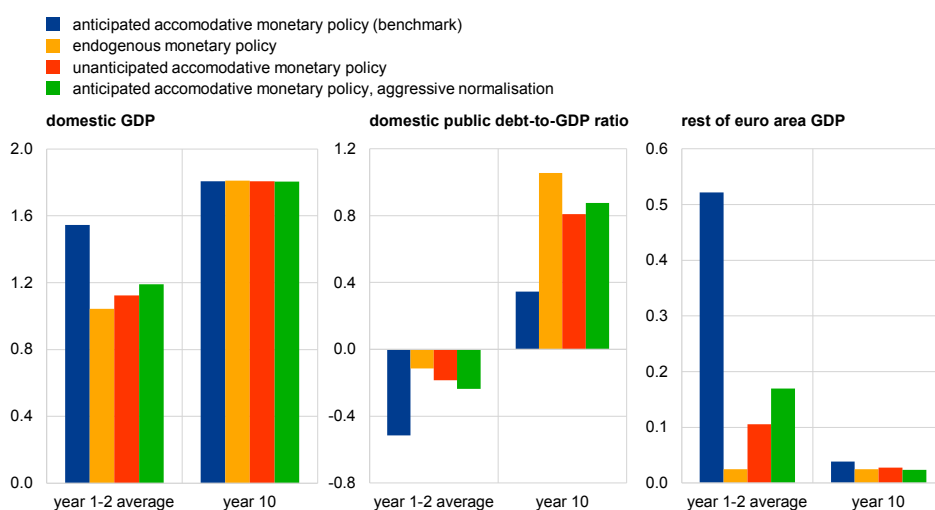 anticipated accomodative monetary policy (benchmark)
endogenous monetary policy
unanticipated accomodative monetary policy
anticipated accomodative monetary policy, aggressive normalisation
domestic GDP
2.0
1.6
1.2
0.8
0.4
0.0
year 1-2 average year 10
domestic public debt-to-GDP ratio
1.2
0.8
0.4
0.0
-0.4
-0.8
year 1-2 average year 10
rest of euro area GDP
0.6
0.5
0.4
0.3
0.2
0.1
0.0
year 1-2 average year 10